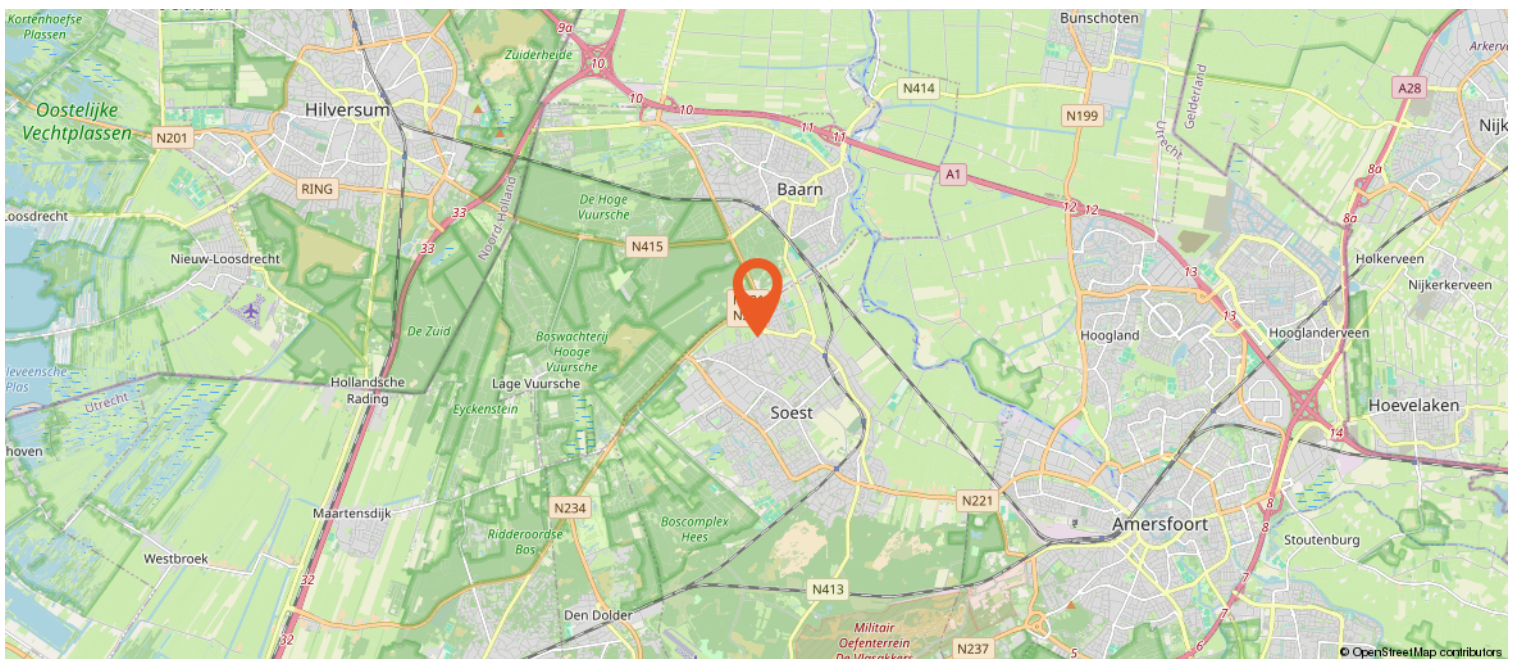 Kortenhoefse
Plassen
9a
Zuiderheide
10
Bunschoten
Arkerv
Oostelijke
Vechtplassen
Hilversum
10
10
N414
A28
Gelderland
N201
11
11
N199
Utrecht
Nijk
RING
De Hoge
Vuursche
Baarn
A1
8a
33
Noord-Holland
12
12
Loosdrecht
8a
33
N415
Nieuw-Loosdrecht
13
Holkerveen
Nijkerkerveen
De Zuid
Boswachterij
Hooge
Vuursche
13
Hoogland
Hooglanderveen
leveensche
Plas
Hollandsche
Rading
Lage Vuursche
Utrecht
Eyckenstein
Soest
Hoevelaken
14
hoven
N234
N221
8
Maartensdijk
Boscomplex
Hees
Amersfoort
8
Ridderoordse
Bos
Stoutenburg
Westbroek
32
7
N413
Den Dolder
7
32
Militair
Oefenterrein
De Vlasakkers
N237
5
6
© OpenStreetMap contributors